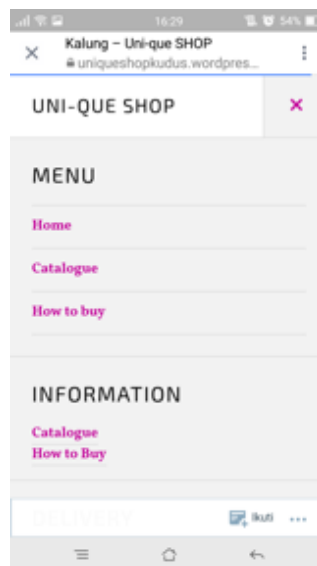 16:29
54%
Kalung – Uni-que SHOP
uniqueshopkudus.wordpres...
UNI-QUE SHOP
MENU
Home
Catalogue
How to buy
INFORMATION
Catalogue
How to Buy
DELIVERY
Ikuti